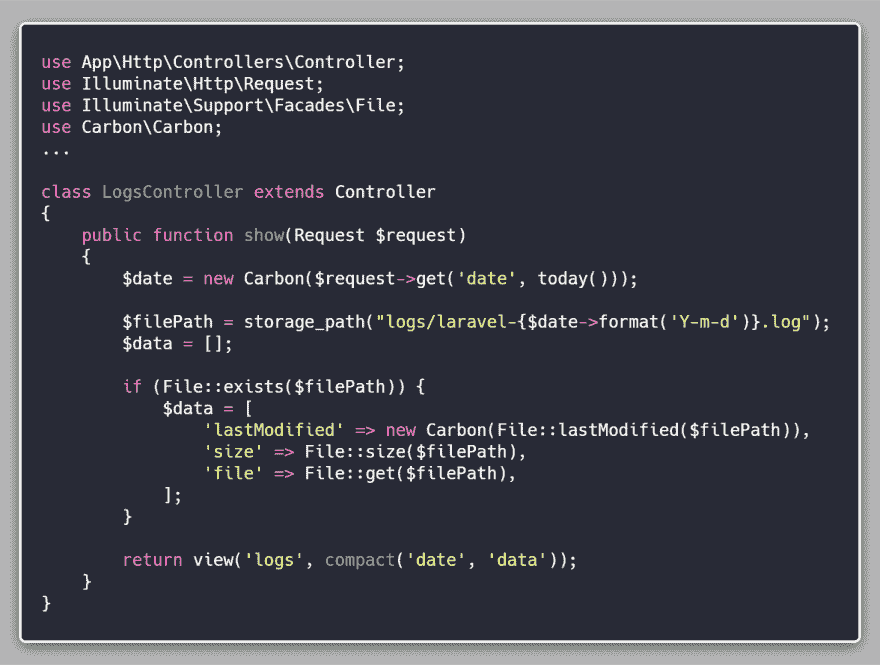 use App\Http\Controllers\Controller;
use Illuminate\Http\Request;
use Illuminate\Support\Facades\File;
use Carbon\Carbon;
...

class LogsController extends Controller
{
    public function show(Request $request)
    {
        $date = new Carbon($request->get('date', today()));

        $filePath = storage_path("logs/laravel-{$date->format('Y-m-d')}.log");
        $data = [];

        if (File::exists($filePath)) {
            $data = [
                'lastModified' => new Carbon(File::lastModified($filePath)),
                'size' => File::size($filePath),
                'file' => File::get($filePath),
            ];
        }

        return view('logs', compact('date', 'data'));
    }
}